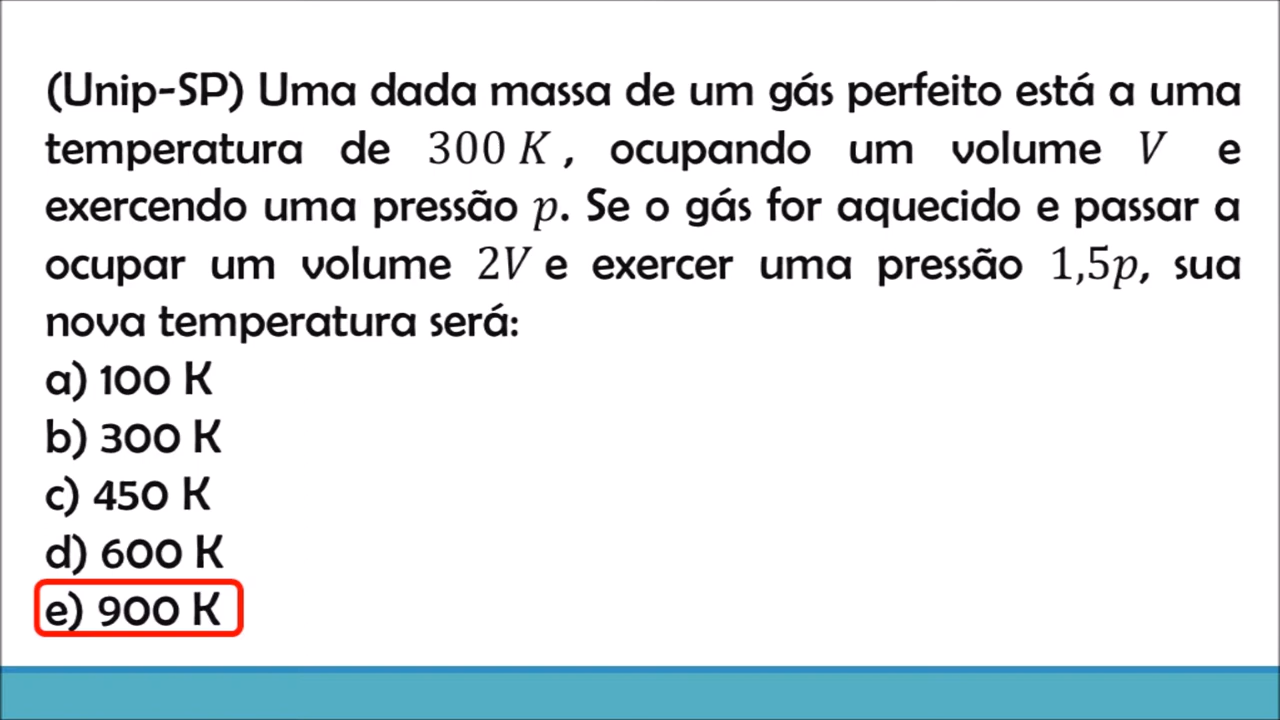 (Unip-SP) Uma dada massa de um gás perfeito está a uma
temperatura de 300 K , ocupando um volume V e
exercendo uma pressão p. Se o gás for aquecido e passar a
ocupar um volume 2V e exercer uma pressão 1,5p, sua
nova temperatura será:
a) 100 K
b) 300 K
c) 450 K
d) 600 K
e) 900 K